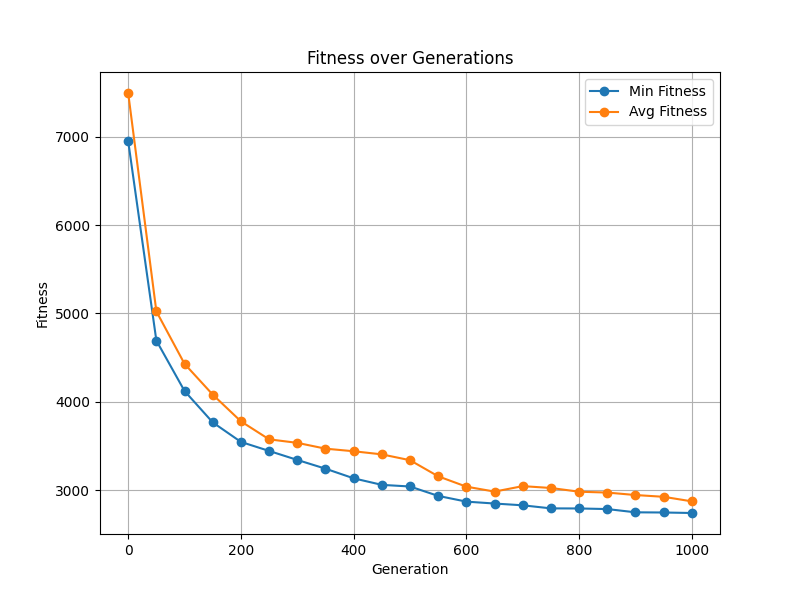 Fitness over Generations
Min Fitness
Avg Fitness
7000
6000
5000
4000
3000
Fitness
0 200 400 600 800 1000
Generation